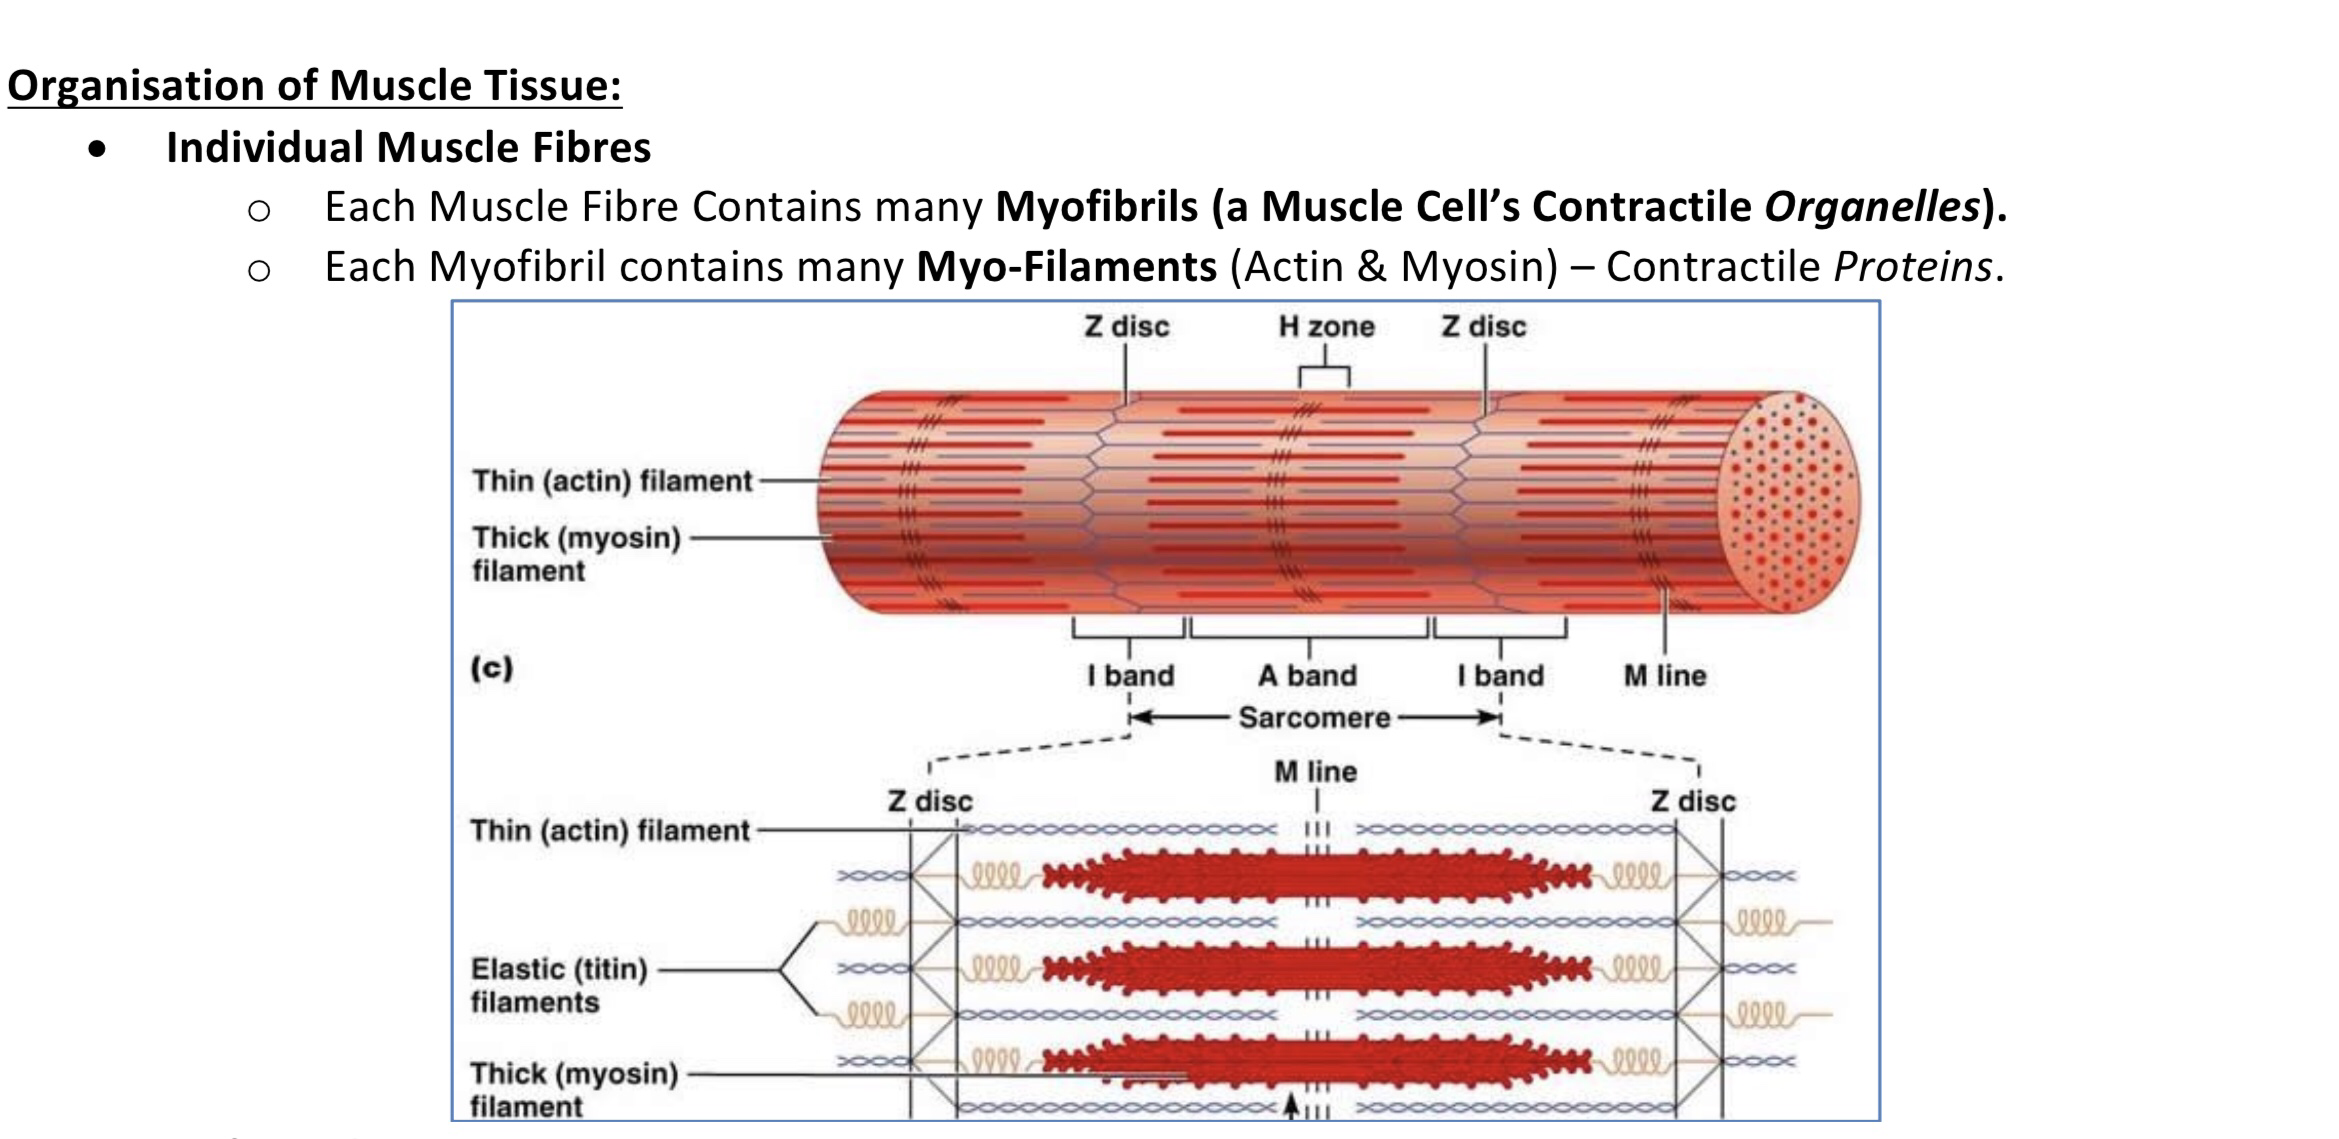 Organisation of Muscle Tissue:
• Individual Muscle Fibres
o Each Muscle Fibre Contains many Myofibrils (a Muscle Cell’s Contractile Organelles).
o Each Myofibril contains many Myo-Filaments (Actin & Myosin) – Contractile Proteins.
Z disc H zone Z disc
Thin (actin) filament
Thick (myosin)
filament
(c)
I band A band I band M line
Sarcomere
M line
Z disc Z disc
Thin (actin) filament
Elastic (titin)
filaments
Thick (myosin)
filament